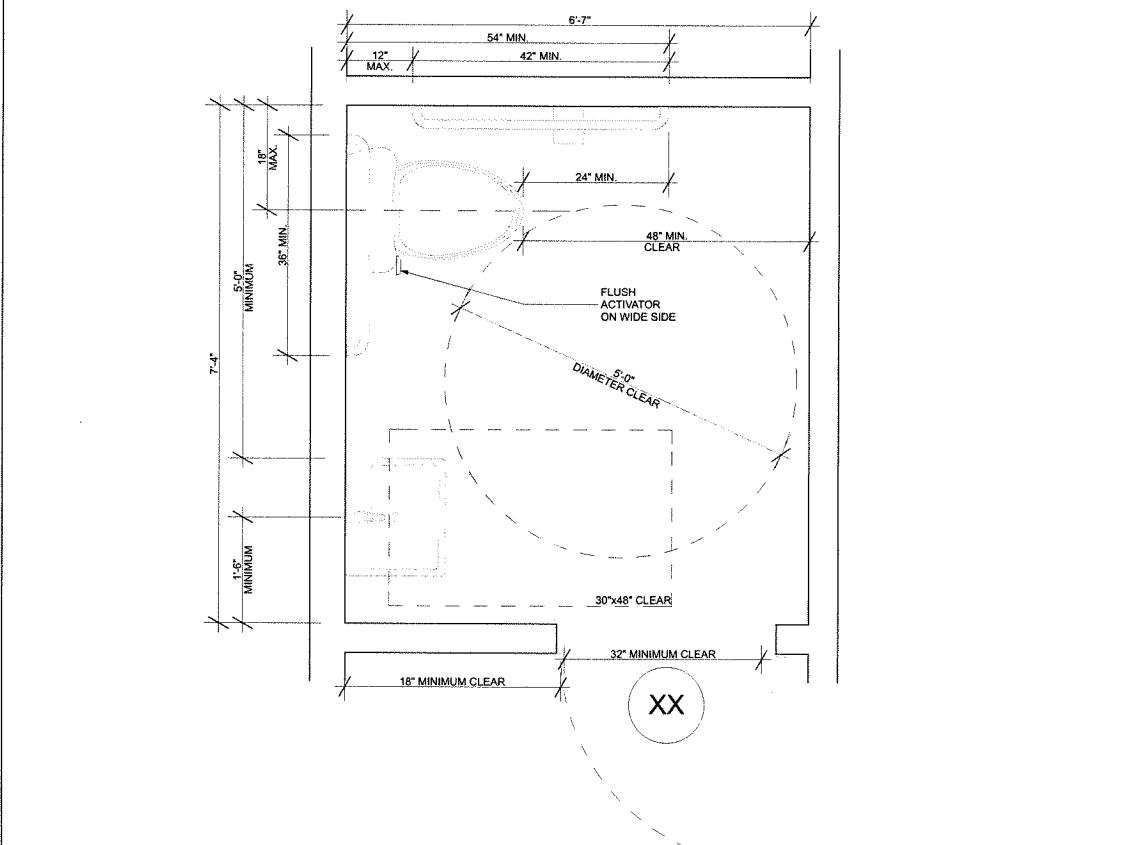 6'-7"
54" MIN.
12"
MAX.
42" MIN.
18"
MAX.
24" MIN.
36" MIN.
48" MIN.
CLEAR
5'-0"
MINIMUM
FLUSH
ACTIVATOR
ON WIDE SIDE
7'-4"
5'-0"
DIAMETER CLEAR
1'-6"
MINIMUM
30"x48" CLEAR
32" MINIMUM CLEAR
18" MINIMUM CLEAR
XX